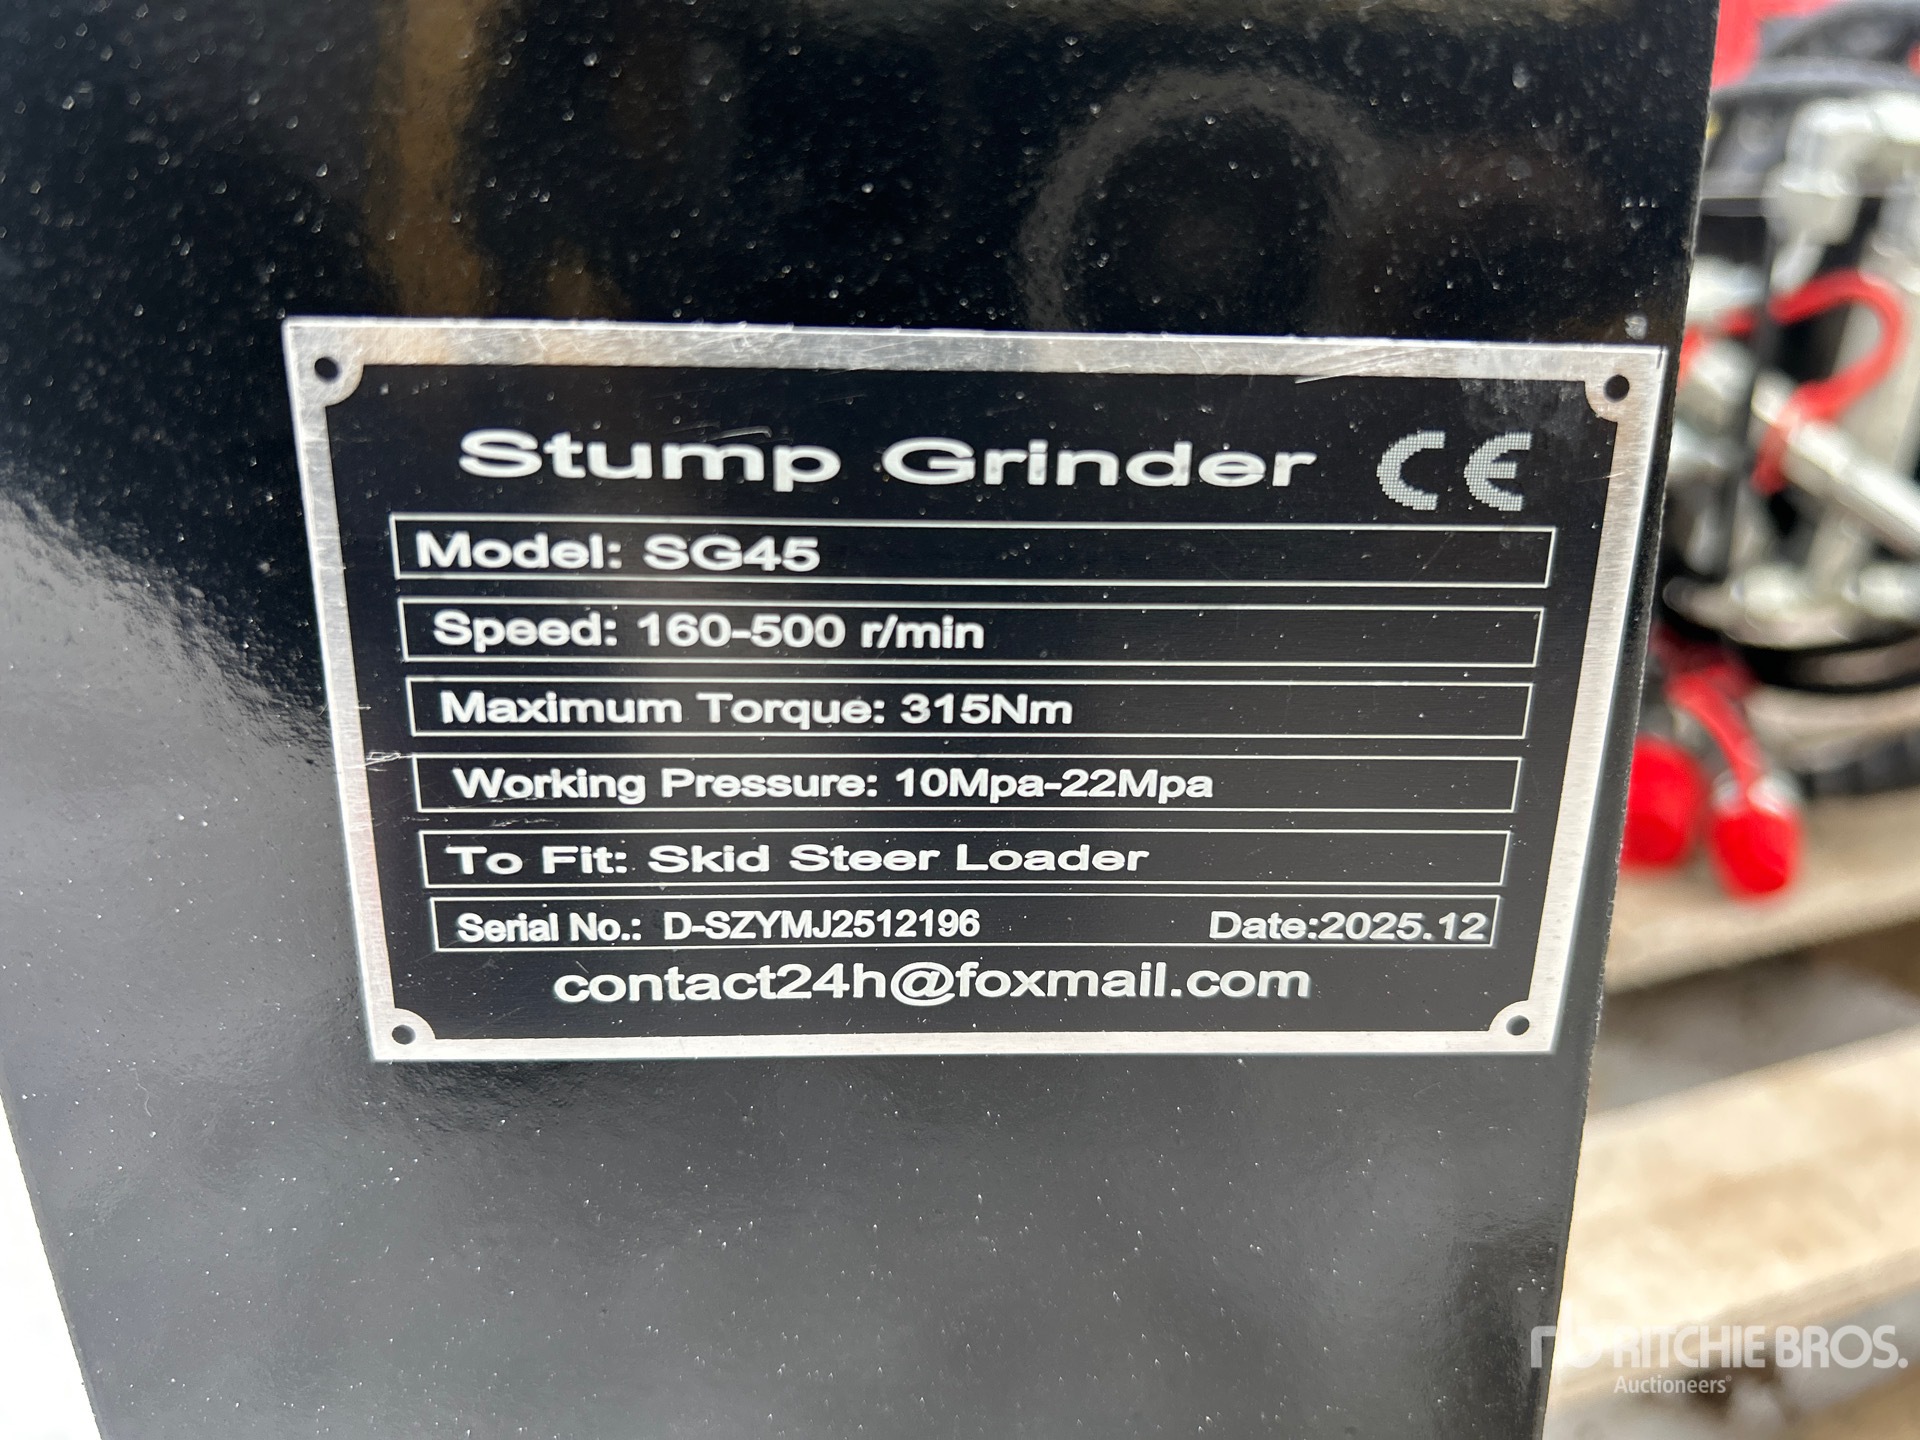 Stump Grinder CE
Model: SG45
Speed: 160-500 r/min
Maximum Torque: 315Nm
Working Pressure: 10Mpa-22Mpa
To Fit: Skid Steer Loader
Serial No.: D-SZYMJ2512196 Date:2025.12
contact24h@foxmail.com
RITCHIE BROS.
Auctioneers